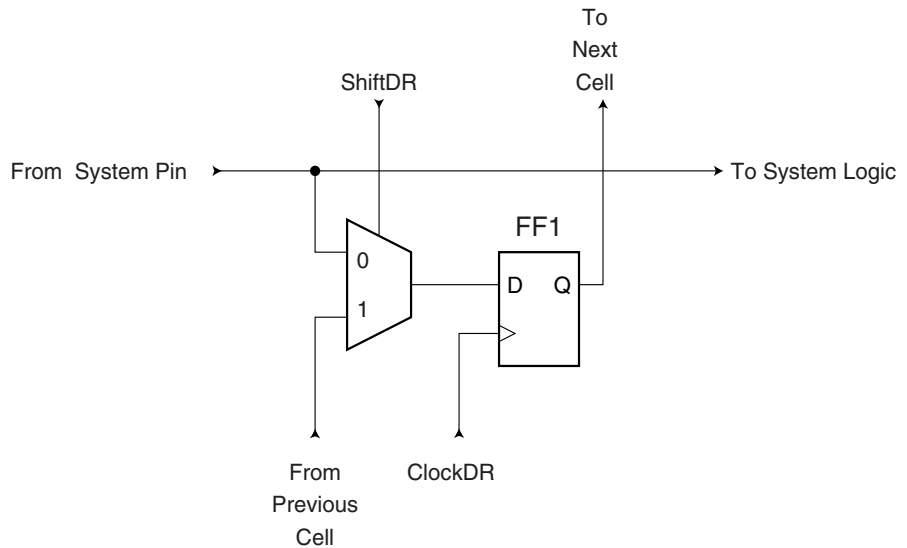 To
Next
Cell
ShiftDR
From System Pin
To System Logic
FF1
0
D Q
1
From
Previous
Cell
ClockDR